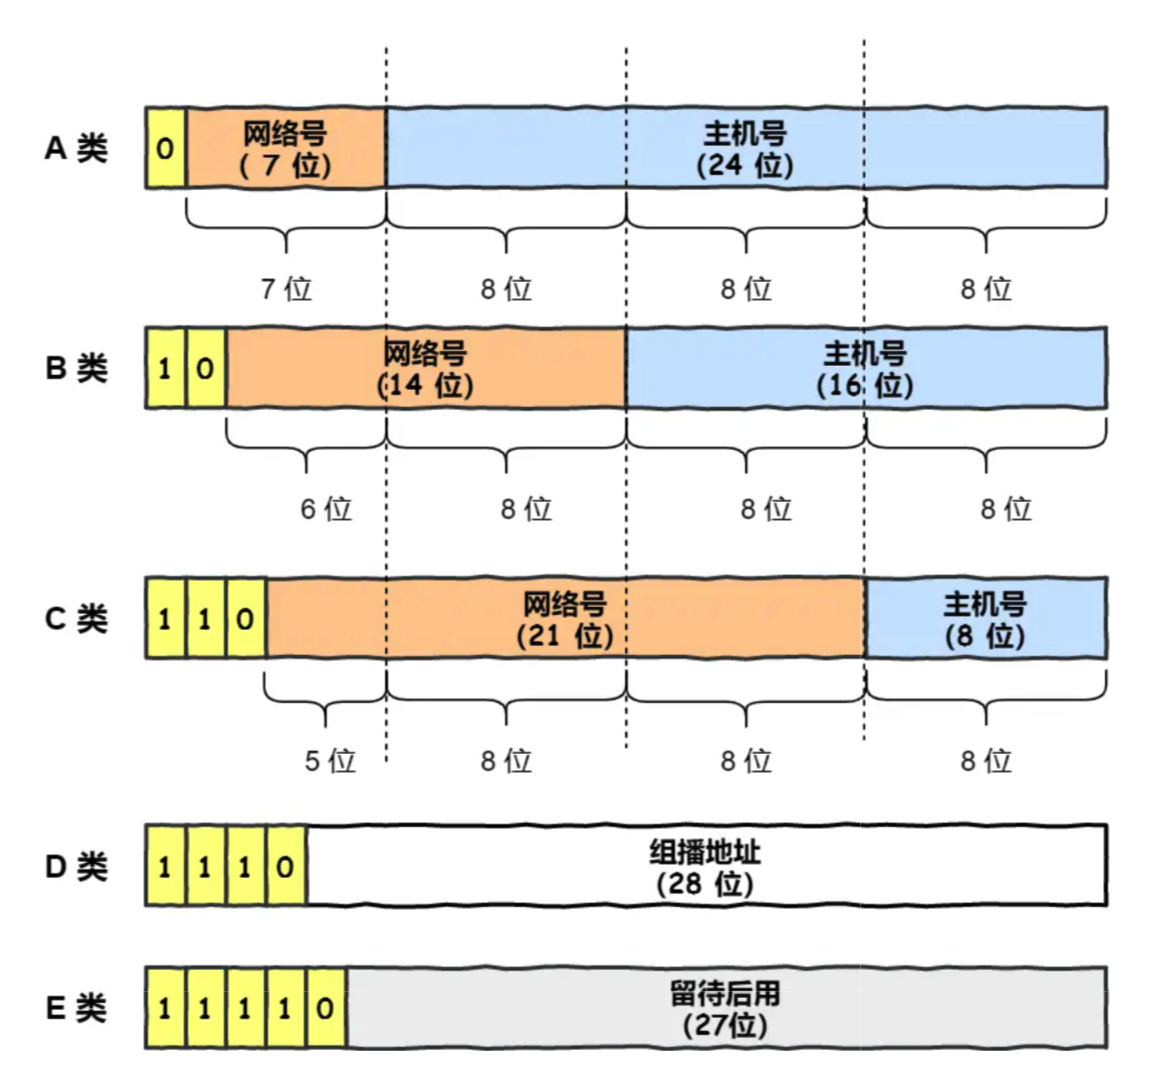 A 类
0
网络号
( 7 位)
主机号
(24 位)
7 位
8 位
8 位
8 位
B 类
1 0
网络号
(14 位)
主机号
(16 位)
6 位
8 位
8 位
8 位
C 类
1 1 0
网络号
(21 位)
主机号
(8 位)
5 位
8 位
8 位
8 位
D 类
1 1 1 0
组播地址
(28 位)
E 类
1 1 1 1 0
留待后用
(27位)